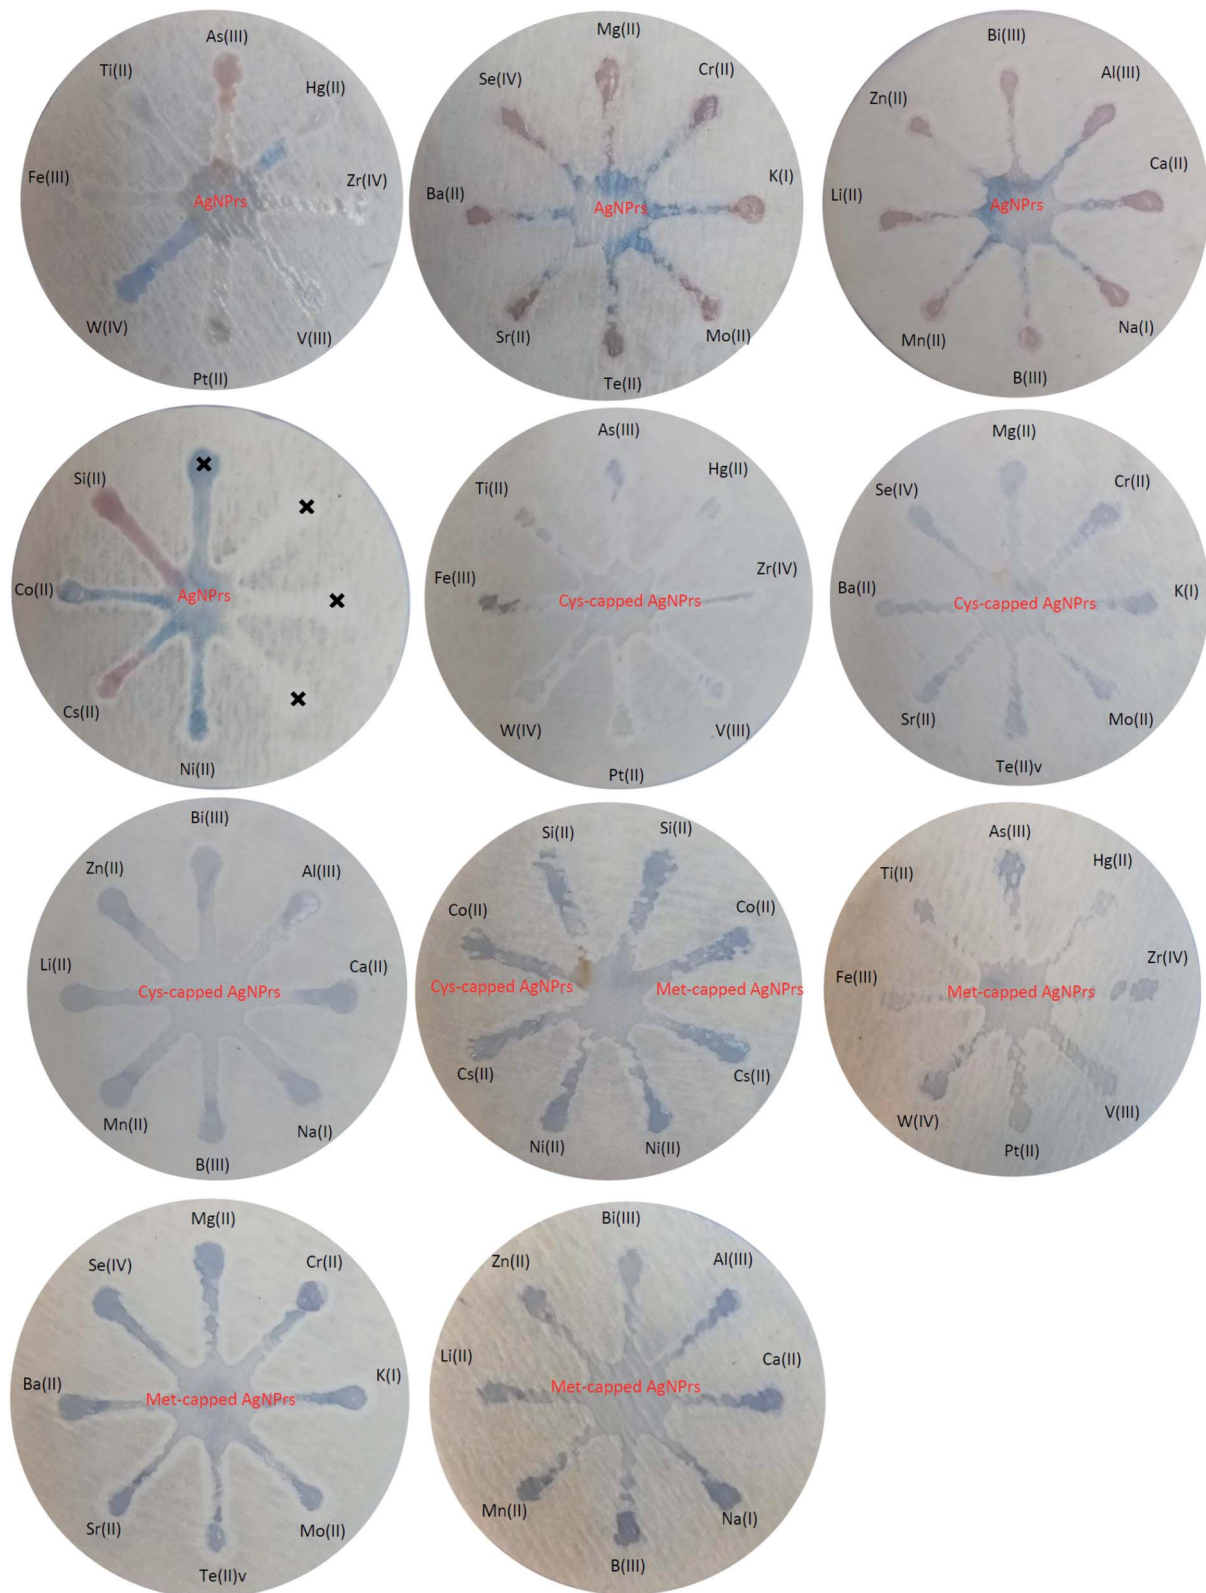 As(III)
Ti(II)
Hg(II)
Fe(III)
Zr(IV)
AgNPrs
W(IV)
V(III)
Pt(II)
Mg(II)
Se(IV)
Cr(II)
Ba(II)
K(I)
AgNPrs
Sr(II)
Mo(II)
Te(II)
Bi(III)
Al(III)
Zn(II)
Ca(II)
Li(II)
AgNPrs
Mn(II)
Na(I)
B(III)
Si(II)
Co(II)
AgNPrs
Cs(II)
Ni(II)
As(III)
Hg(II)
Ti(II)
Fe(III)
Zr(IV)
Cys-capped AgNPrs
W(IV)
V(III)
Pt(II)
Mg(II)
Se(IV)
Cr(II)
Ba(II)
K(I)
Cys-capped AgNPrs
Sr(II)
Mo(II)
Te(II)v
Bi(III)
Zn(II)
Al(III)
Li(II)
Cys-capped AgNPrs
Ca(II)
Mn(II)
Na(I)
B(III)
Si(II)
Si(II)
Co(II)
Co(II)
Cys-capped AgNPrs
Met-capped AgNPrs
Cs(II)
Cs(II)
Ni(II)
Ni(II)
As(III)
Hg(II)
Ti(II)
Zr(IV)
Fe(III)
Met-capped AgNPrs
W(IV)
V(III)
Pt(II)
Mg(II)
Se(IV)
Cr(II)
Ba(II)
K(I)
Met-capped AgNPrs
Sr(II)
Mo(II)
Te(II)v
Bi(III)
Zn(II)
Al(III)
Li(II)
Ca(II)
Met-capped AgNPrs
Mn(II)
Na(I)
B(III)